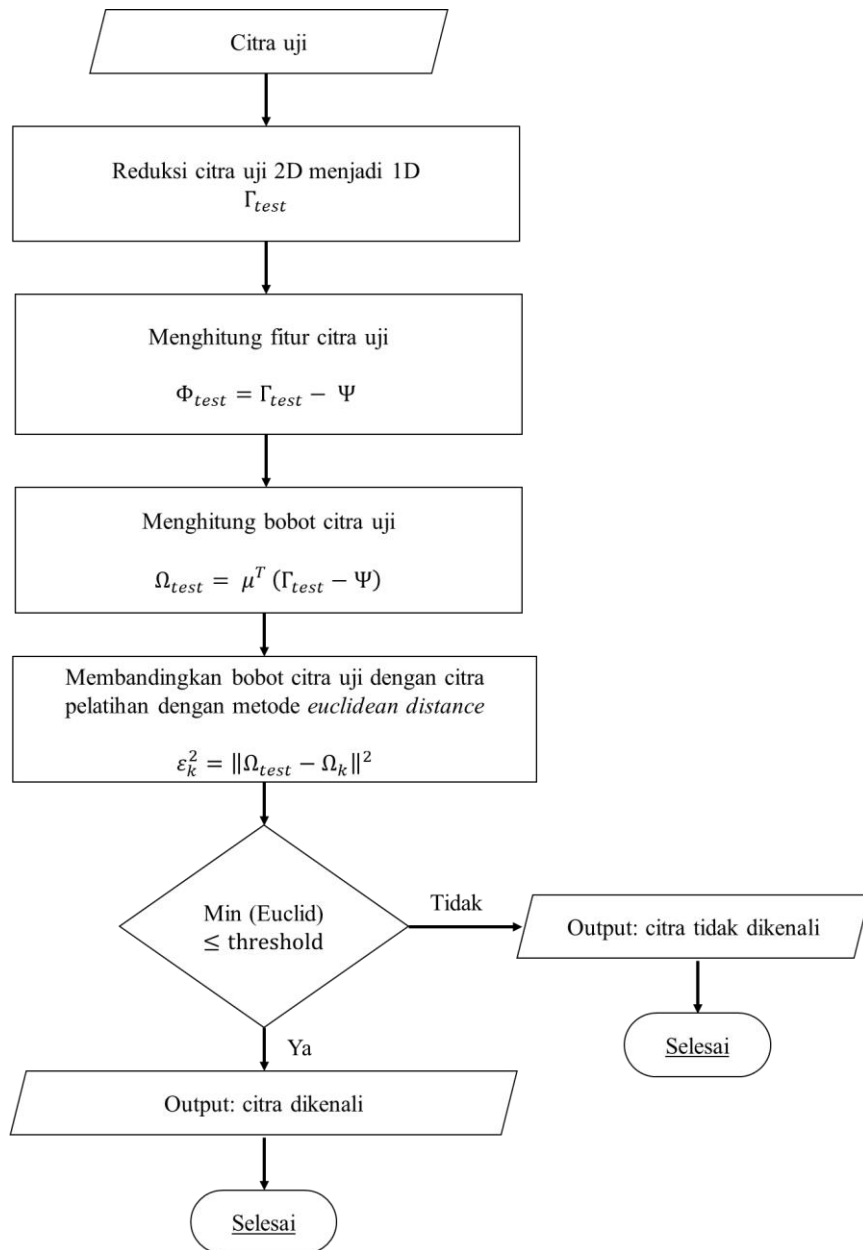 Citra uji
Reduksi citra uji 2D menjadi 1D
Γ_test
Menghitung fitur citra uji
Φ_test = Γ_test − Ψ
Menghitung bobot citra uji
Ω_test = μ^T (Γ_test − Ψ)
Membandingkan bobot citra uji dengan citra
pelatihan dengan metode euclidean distance
ε_k^2 = ‖Ω_test − Ω_k‖^2
Min (Euclid)
≤ threshold
Tidak
Output: citra tidak dikenali
Selesai
Ya
Output: citra dikenali
Selesai